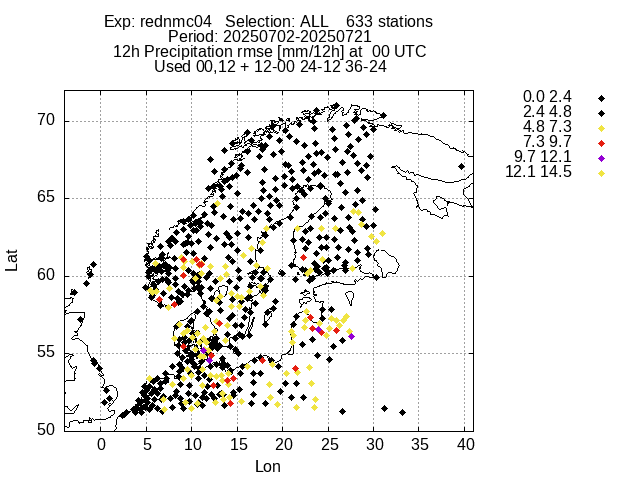 Exp: rednmc04 Selection: ALL 633 stations
Period: 20250702-20250721
12h Precipitation rmse [mm/12h] at 00 UTC
Used 00,12 + 12-00 24-12 36-24
0.0 2.4
2.4 4.8
4.8 7.3
7.3 9.7
9.7 12.1
12.1 14.5
70
65
60
55
50
Lat
0 5 10 15 20 25 30 35 40
Lon